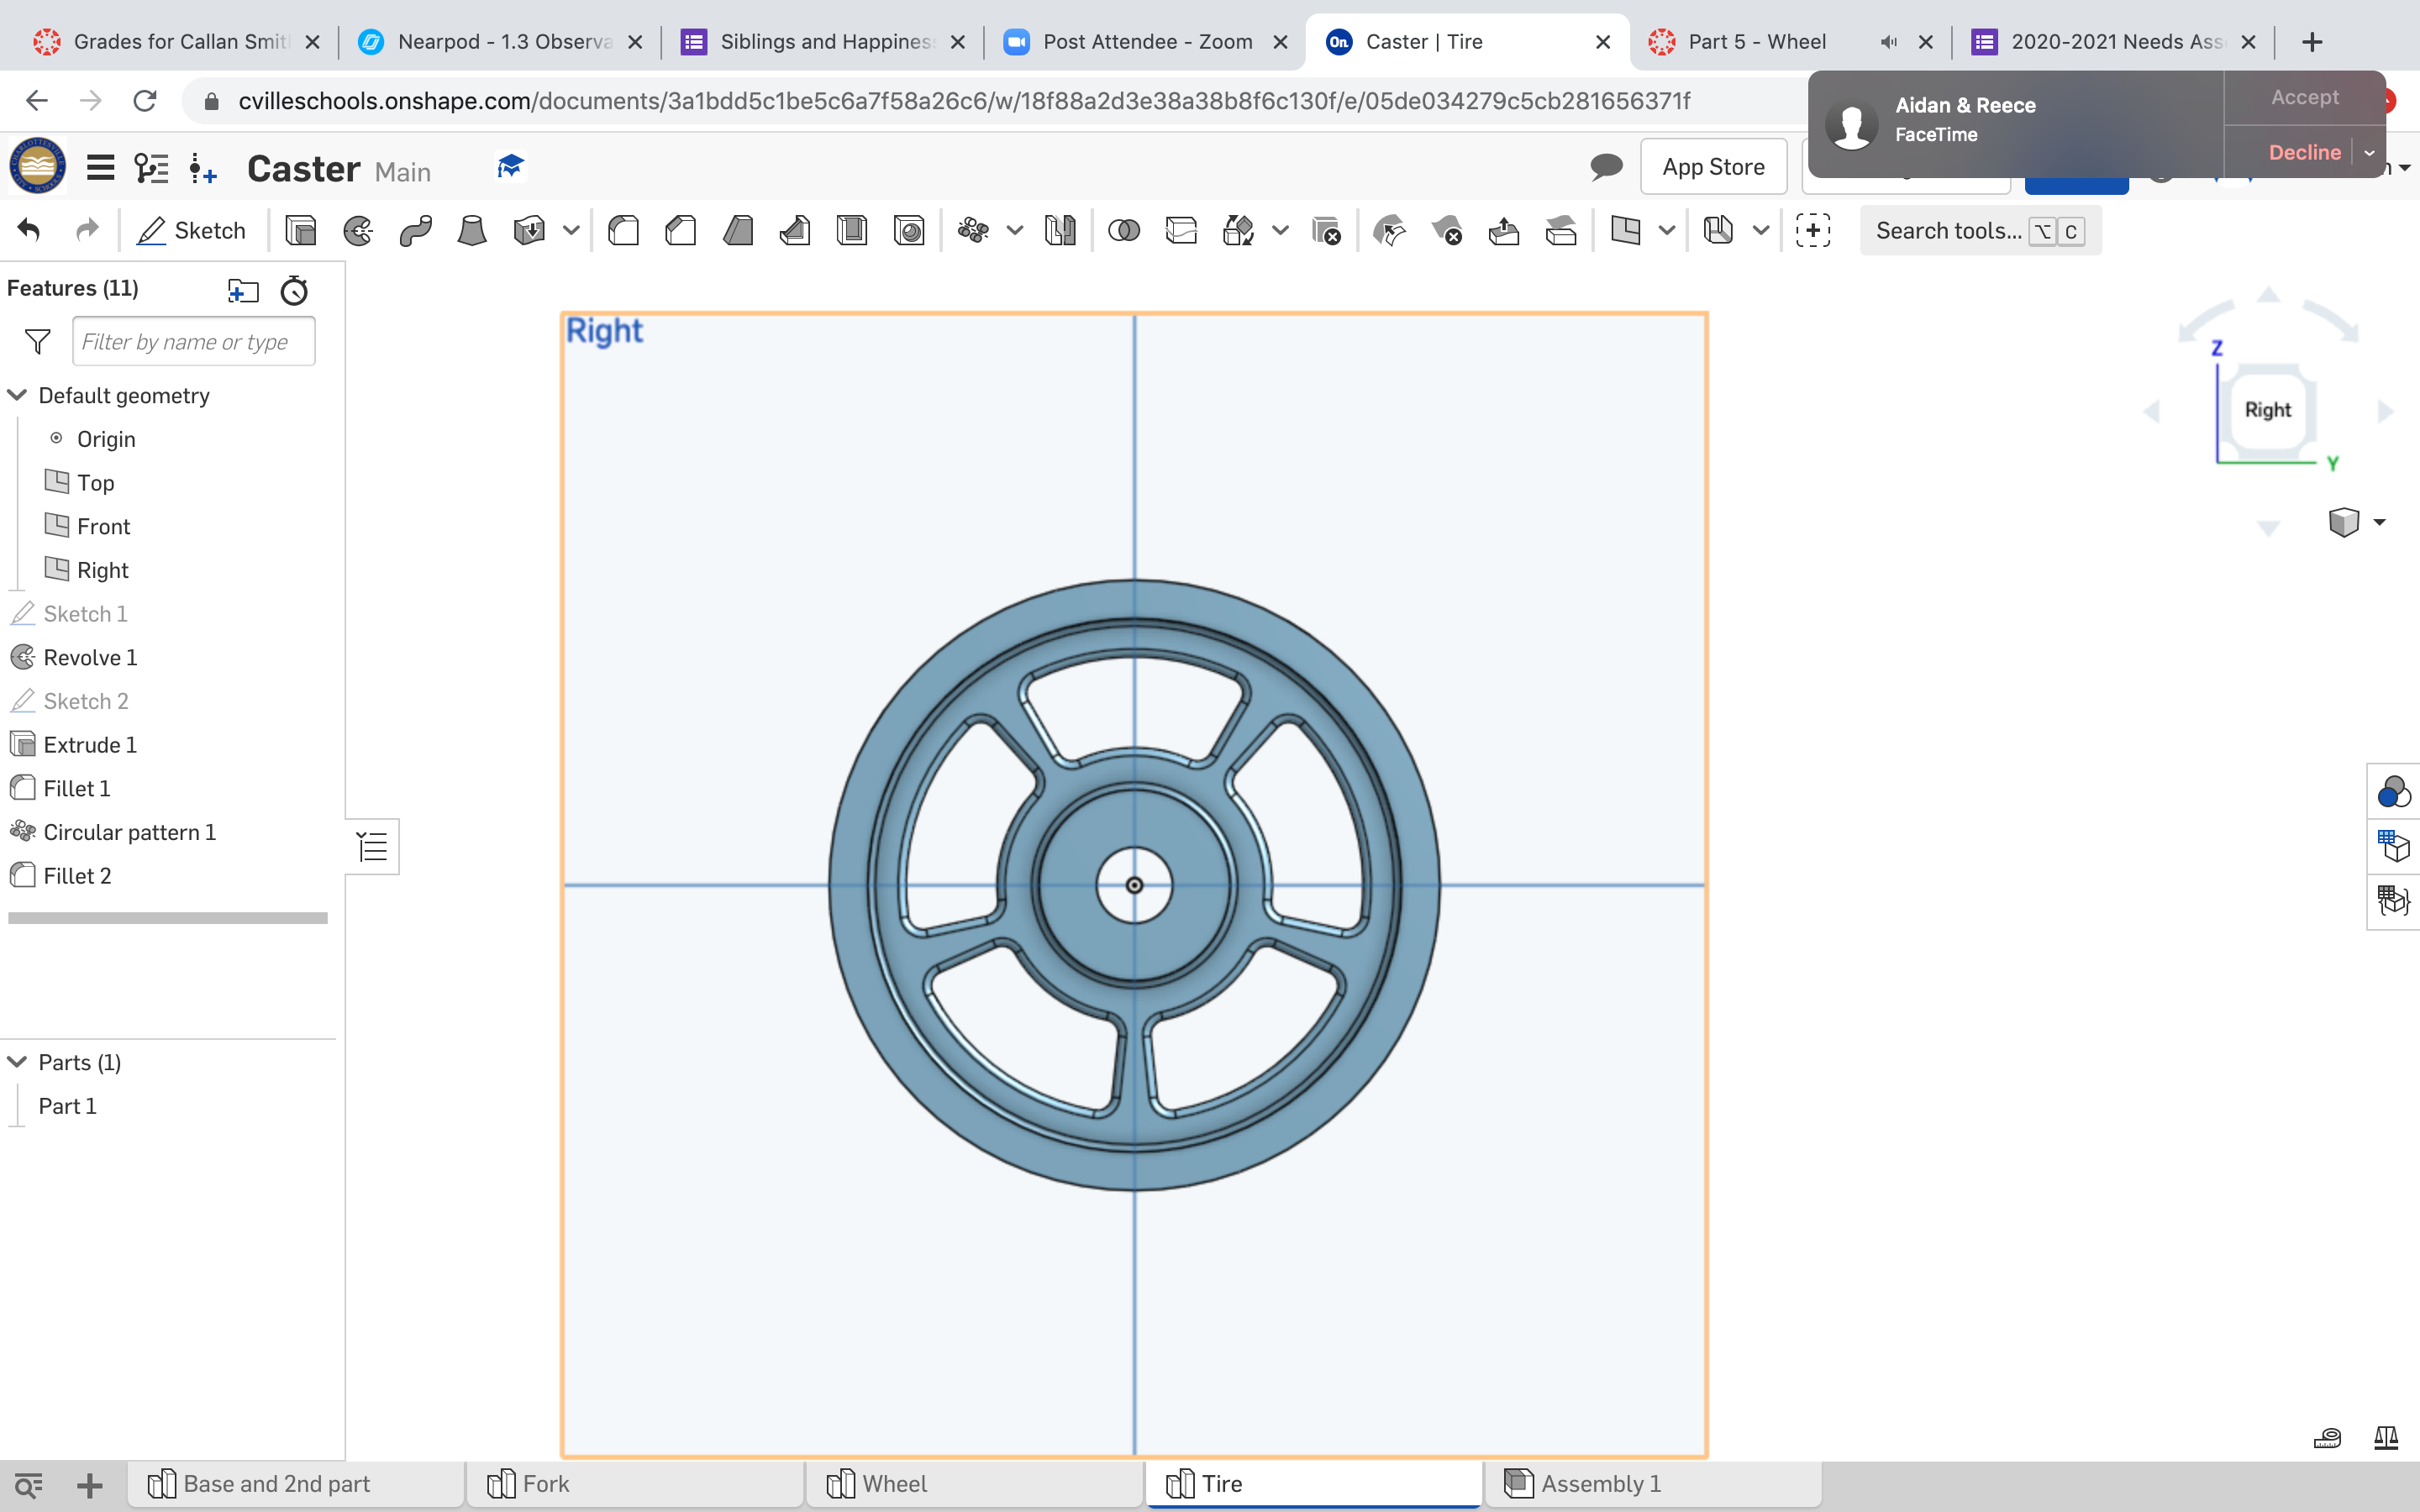 Grades for Callan Smit
Nearpod - 1.3 Observa
Siblings and Happines
Post Attendee - Zoom
On Caster | Tire
Part 5 - Wheel
2020-2021 Needs Ass
cvilleschools.onshape.com/documents/3a1bdd5c1be5c6a7f58a26c6/w/18f88a2d3e38a38b8f6c130f/e/05de034279c5cb281656371f
Aidan & Reece
FaceTime
Accept
Decline
Caster Main
App Store
Sketch
Search tools... ⌥ C
Features (11)
Filter by name or type
Default geometry
Origin
Top
Front
Right
Sketch 1
Revolve 1
Sketch 2
Extrude 1
Fillet 1
Circular pattern 1
Fillet 2
Parts (1)
Part 1
Right
Z
Right
Y
Base and 2nd part
Fork
Wheel
Tire
Assembly 1